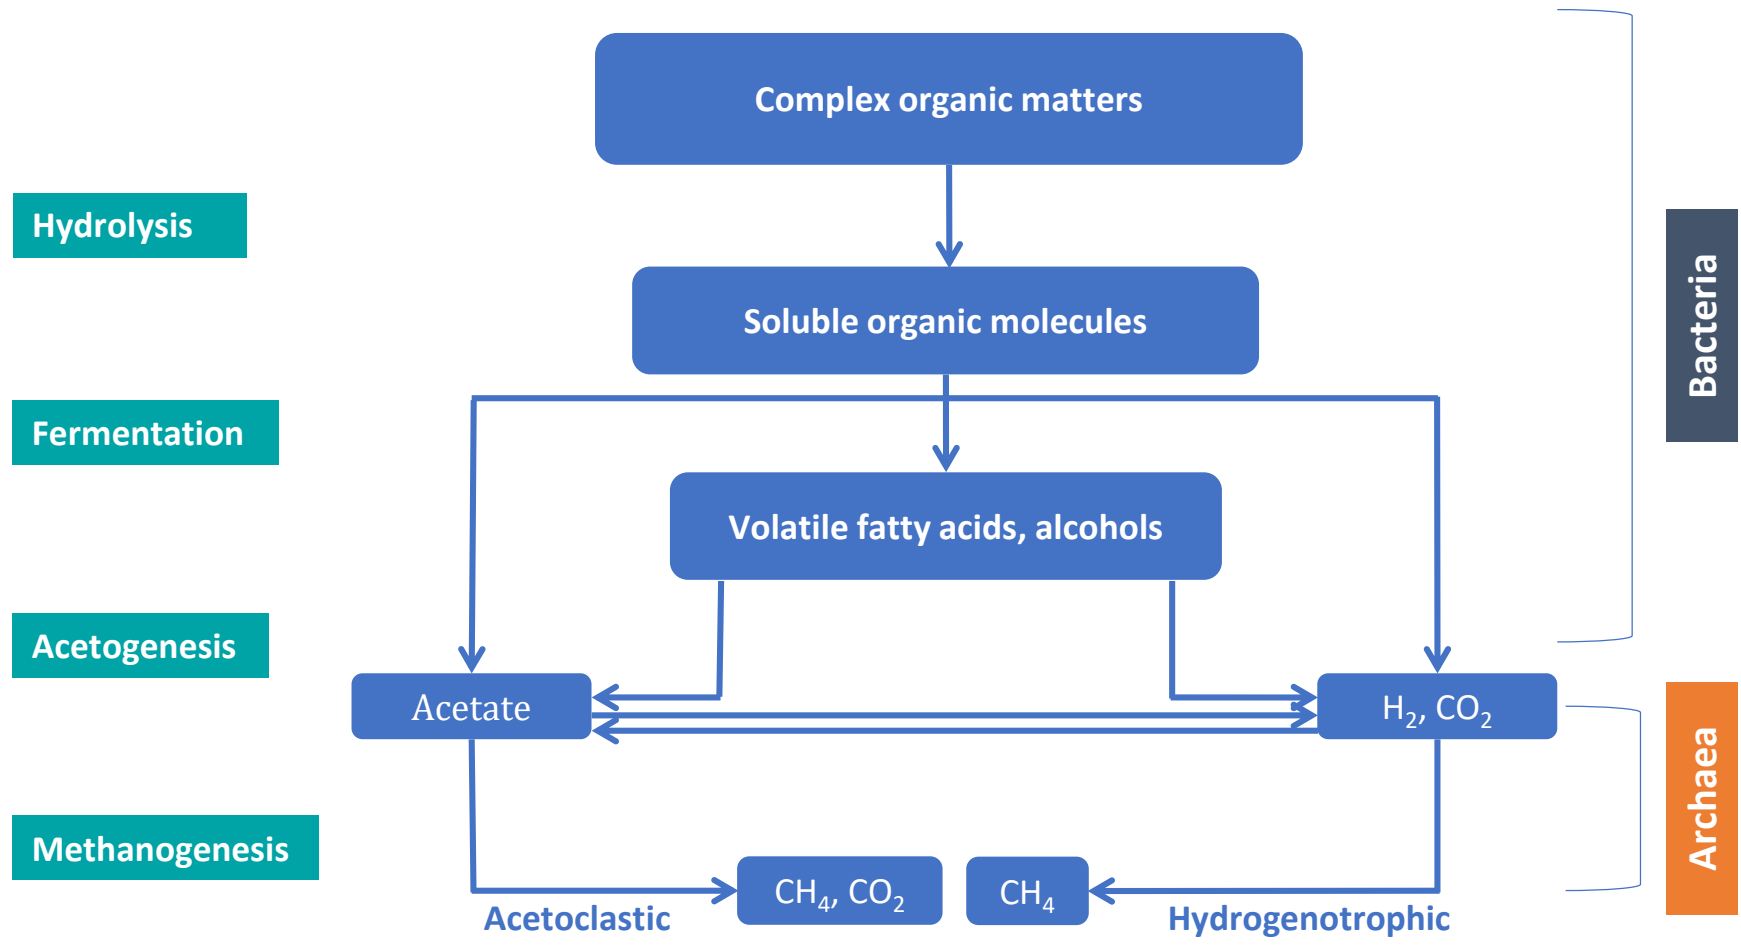 Complex organic matters
Hydrolysis
Soluble organic molecules
Bacteria
Fermentation
Volatile fatty acids, alcohols
Acetogenesis
Acetate
H₂, CO₂
Archaea
Methanogenesis
CH₄, CO₂
CH₄
Acetoclastic
Hydrogenotrophic